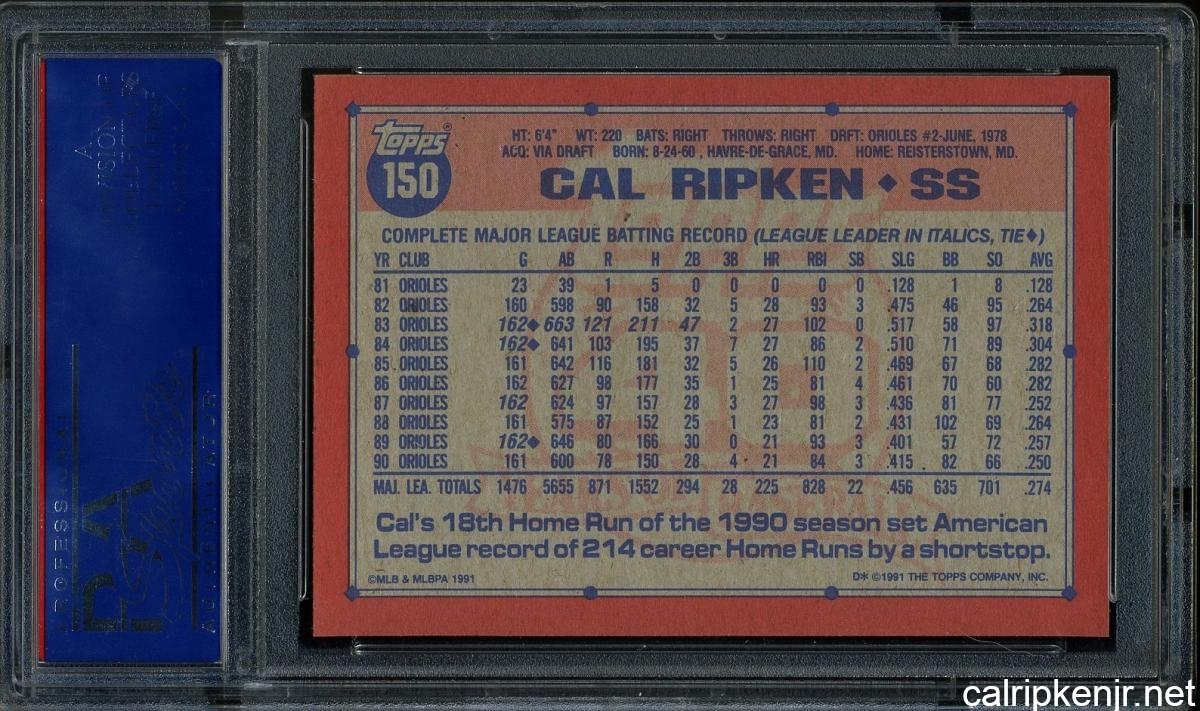 Topps®
150
HT: 6'4" WT: 220 BATS: RIGHT THROWS: RIGHT DRFT: ORIOLES #2-JUNE, 1978
ACQ: VIA DRAFT BORN: 8-24-60 , HAVRE-DE-GRACE, MD. HOME: REISTERSTOWN, MD.
CAL RIPKEN ◆ SS
COMPLETE MAJOR LEAGUE BATTING RECORD (LEAGUE LEADER IN ITALICS, TIE◆)
YR CLUB G AB R H 2B 3B HR RBI SB SLG BB SO AVG
81 ORIOLES 23 39 1 5 0 0 0 0 0 .128 1 8 .128
82 ORIOLES 160 598 90 158 32 5 28 93 3 .475 46 95 .264
83 ORIOLES 162◆ 663 121 211 47 2 27 102 0 .517 58 97 .318
84 ORIOLES 162◆ 641 103 195 37 7 27 86 2 .510 71 89 .304
85 ORIOLES 161 642 116 181 32 5 26 110 2 .469 67 68 .282
86 ORIOLES 162 627 98 177 35 1 25 81 4 .461 70 60 .282
87 ORIOLES 162 624 97 157 28 3 27 98 3 .436 81 77 .252
88 ORIOLES 161 575 87 152 25 1 23 81 2 .431 102 69 .264
89 ORIOLES 162◆ 646 80 166 30 0 21 93 3 .401 57 72 .257
90 ORIOLES 161 600 78 150 28 4 21 84 3 .415 82 66 .250
MAJ. LEA. TOTALS 1476 5655 871 1552 294 28 225 828 22 .456 635 701 .274
Cal's 18th Home Run of the 1990 season set American
League record of 214 career Home Runs by a shortstop.
©MLB & MLBPA 1991 D* ©1991 THE TOPPS COMPANY, INC.
PROFESSIONAL
PSA
calripkenjr.net